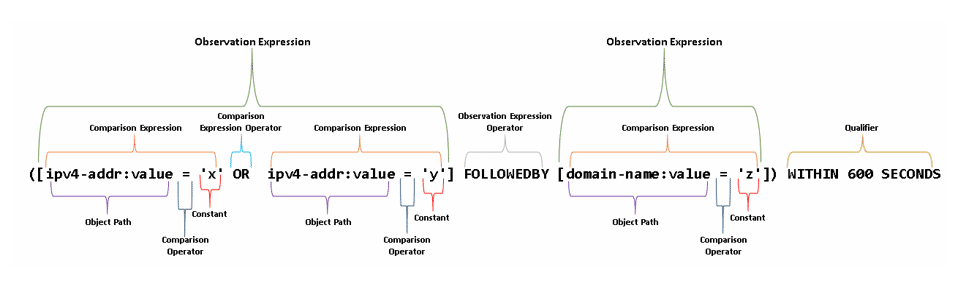 Observation Expression
Observation Expression
Comparison
Expression Operator
Observation Expression
Operator
Comparison Expression
Comparison Expression
Comparison Expression
Qualifier
([ipv4-addr:value = 'x' OR ipv4-addr:value = 'y'] FOLLOWEDBY [domain-name:value = 'z']) WITHIN 600 SECONDS
Object Path
Constant
Comparison
Operator
Object Path
Constant
Comparison
Operator
Object Path
Constant
Comparison
Operator